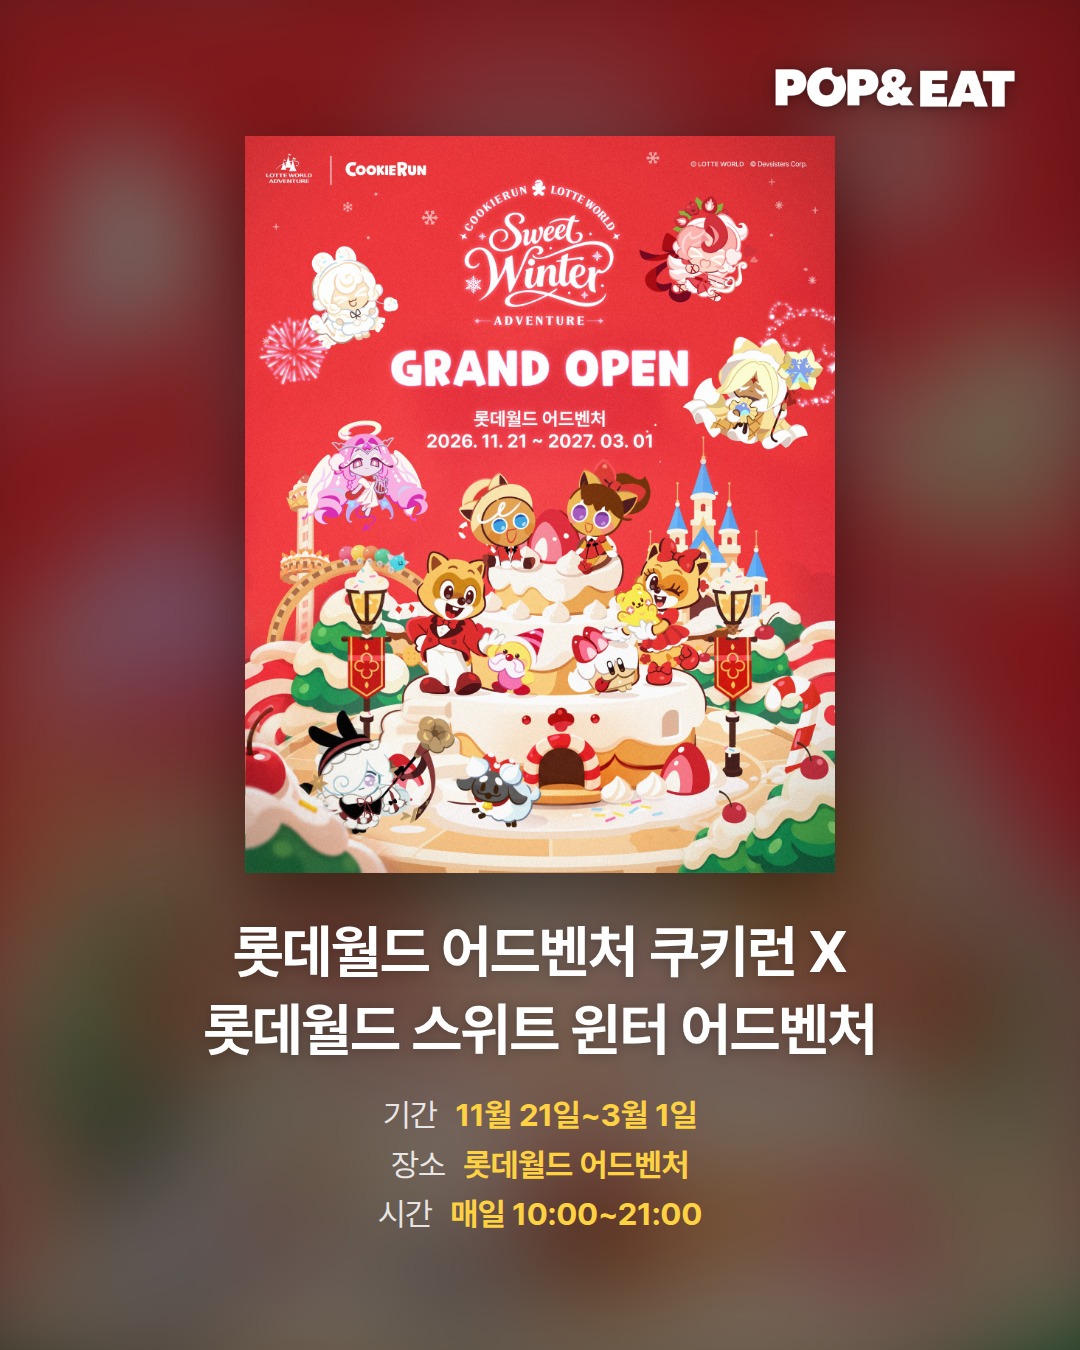 POP&EAT
LOTTE WORLD
ADVENTURE
COOKIERUN
© LOTTE WORLD © Devsisters Corp.
COOKIERUN LOTTE WORLD
Sweet
Winter
ADVENTURE
GRAND OPEN
롯데월드 어드벤처
2026. 11. 21 ~ 2027. 03. 01
롯데월드 어드벤처 쿠키런 X
롯데월드 스위트 윈터 어드벤처
기간 11월 21일~3월 1일
장소 롯데월드 어드벤처
시간 매일 10:00~21:00